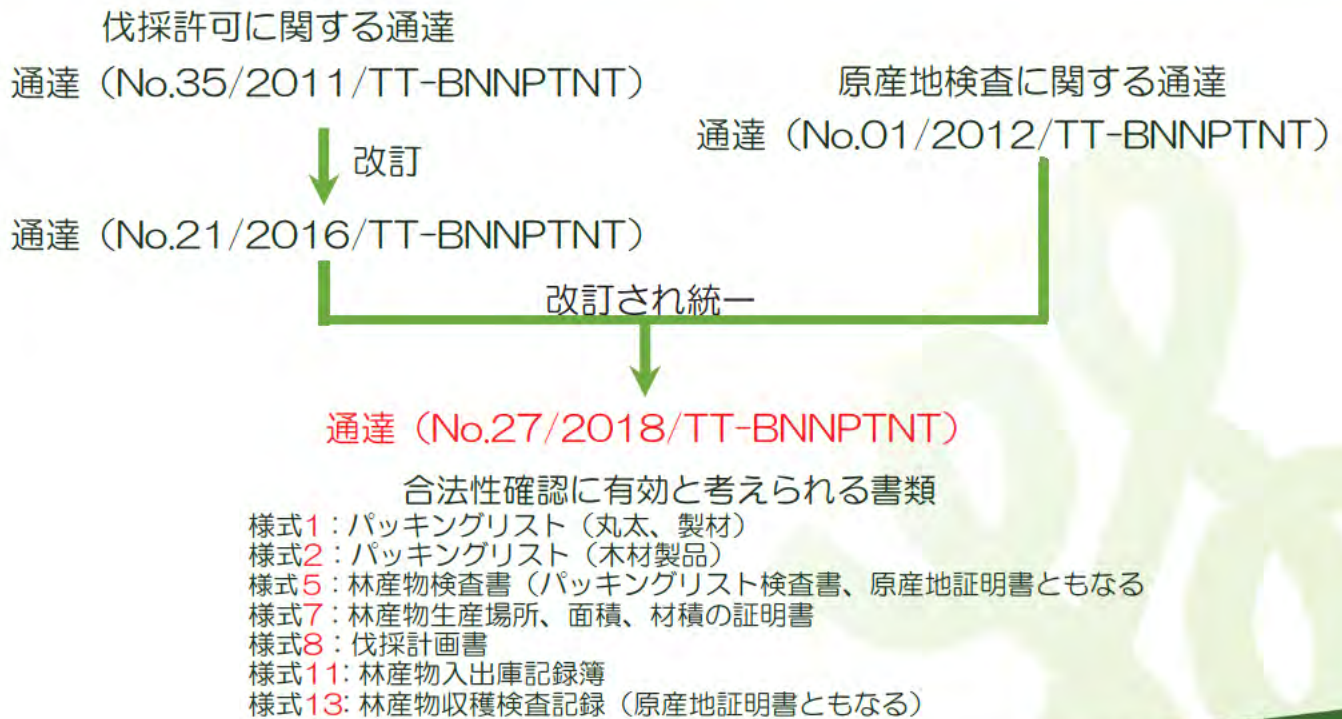 伐採許可に関する通達
通達（No.35/2011/TT-BNNPTNT）
原産地検査に関する通達
通達（No.01/2012/TT-BNNPTNT）
改訂
通達（No.21/2016/TT-BNNPTNT）
改訂され統一
通達（No.27/2018/TT-BNNPTNT）
合法性確認に有効と考えられる書類
様式1：パッキングリスト（丸太、製材）
様式2：パッキングリスト（木材製品）
様式5：林産物検査書（パッキングリスト検査書、原産地証明書ともなる
様式7：林産物生産場所、面積、材積の証明書
様式8：伐採計画書
様式11: 林産物入出庫記録簿
様式13: 林産物収穫検査記録（原産地証明書ともなる）